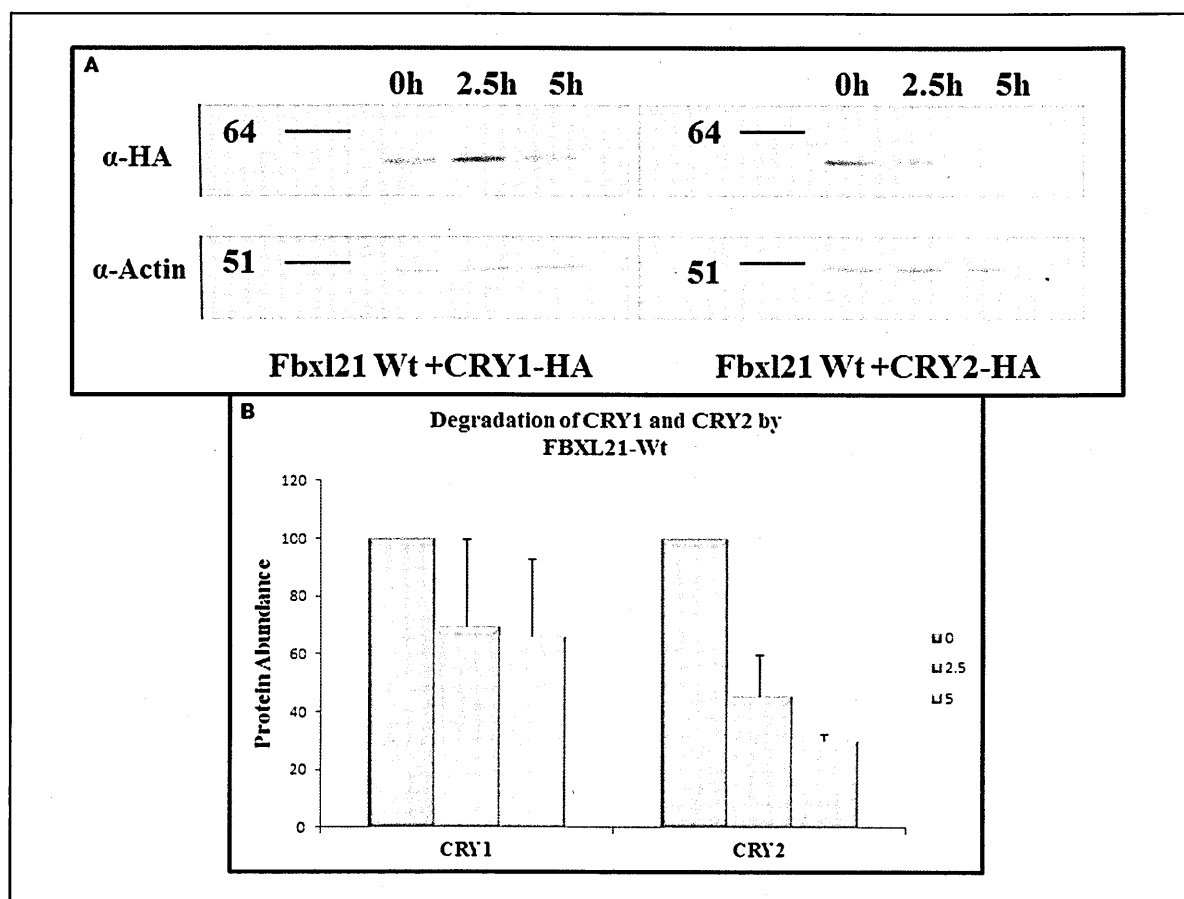 A
0h 2.5h 5h 0h 2.5h 5h
64 64
α-HA
α-Actin
51 51
Fbxl21 Wt +CRY1-HA Fbxl21 Wt +CRY2-HA
B
Degradation of CRY1 and CRY2 by
FBXL21-Wt
Protein Abundance
120
100
80
60
40
20
0
CRY1 CRY2
0
2.5
5